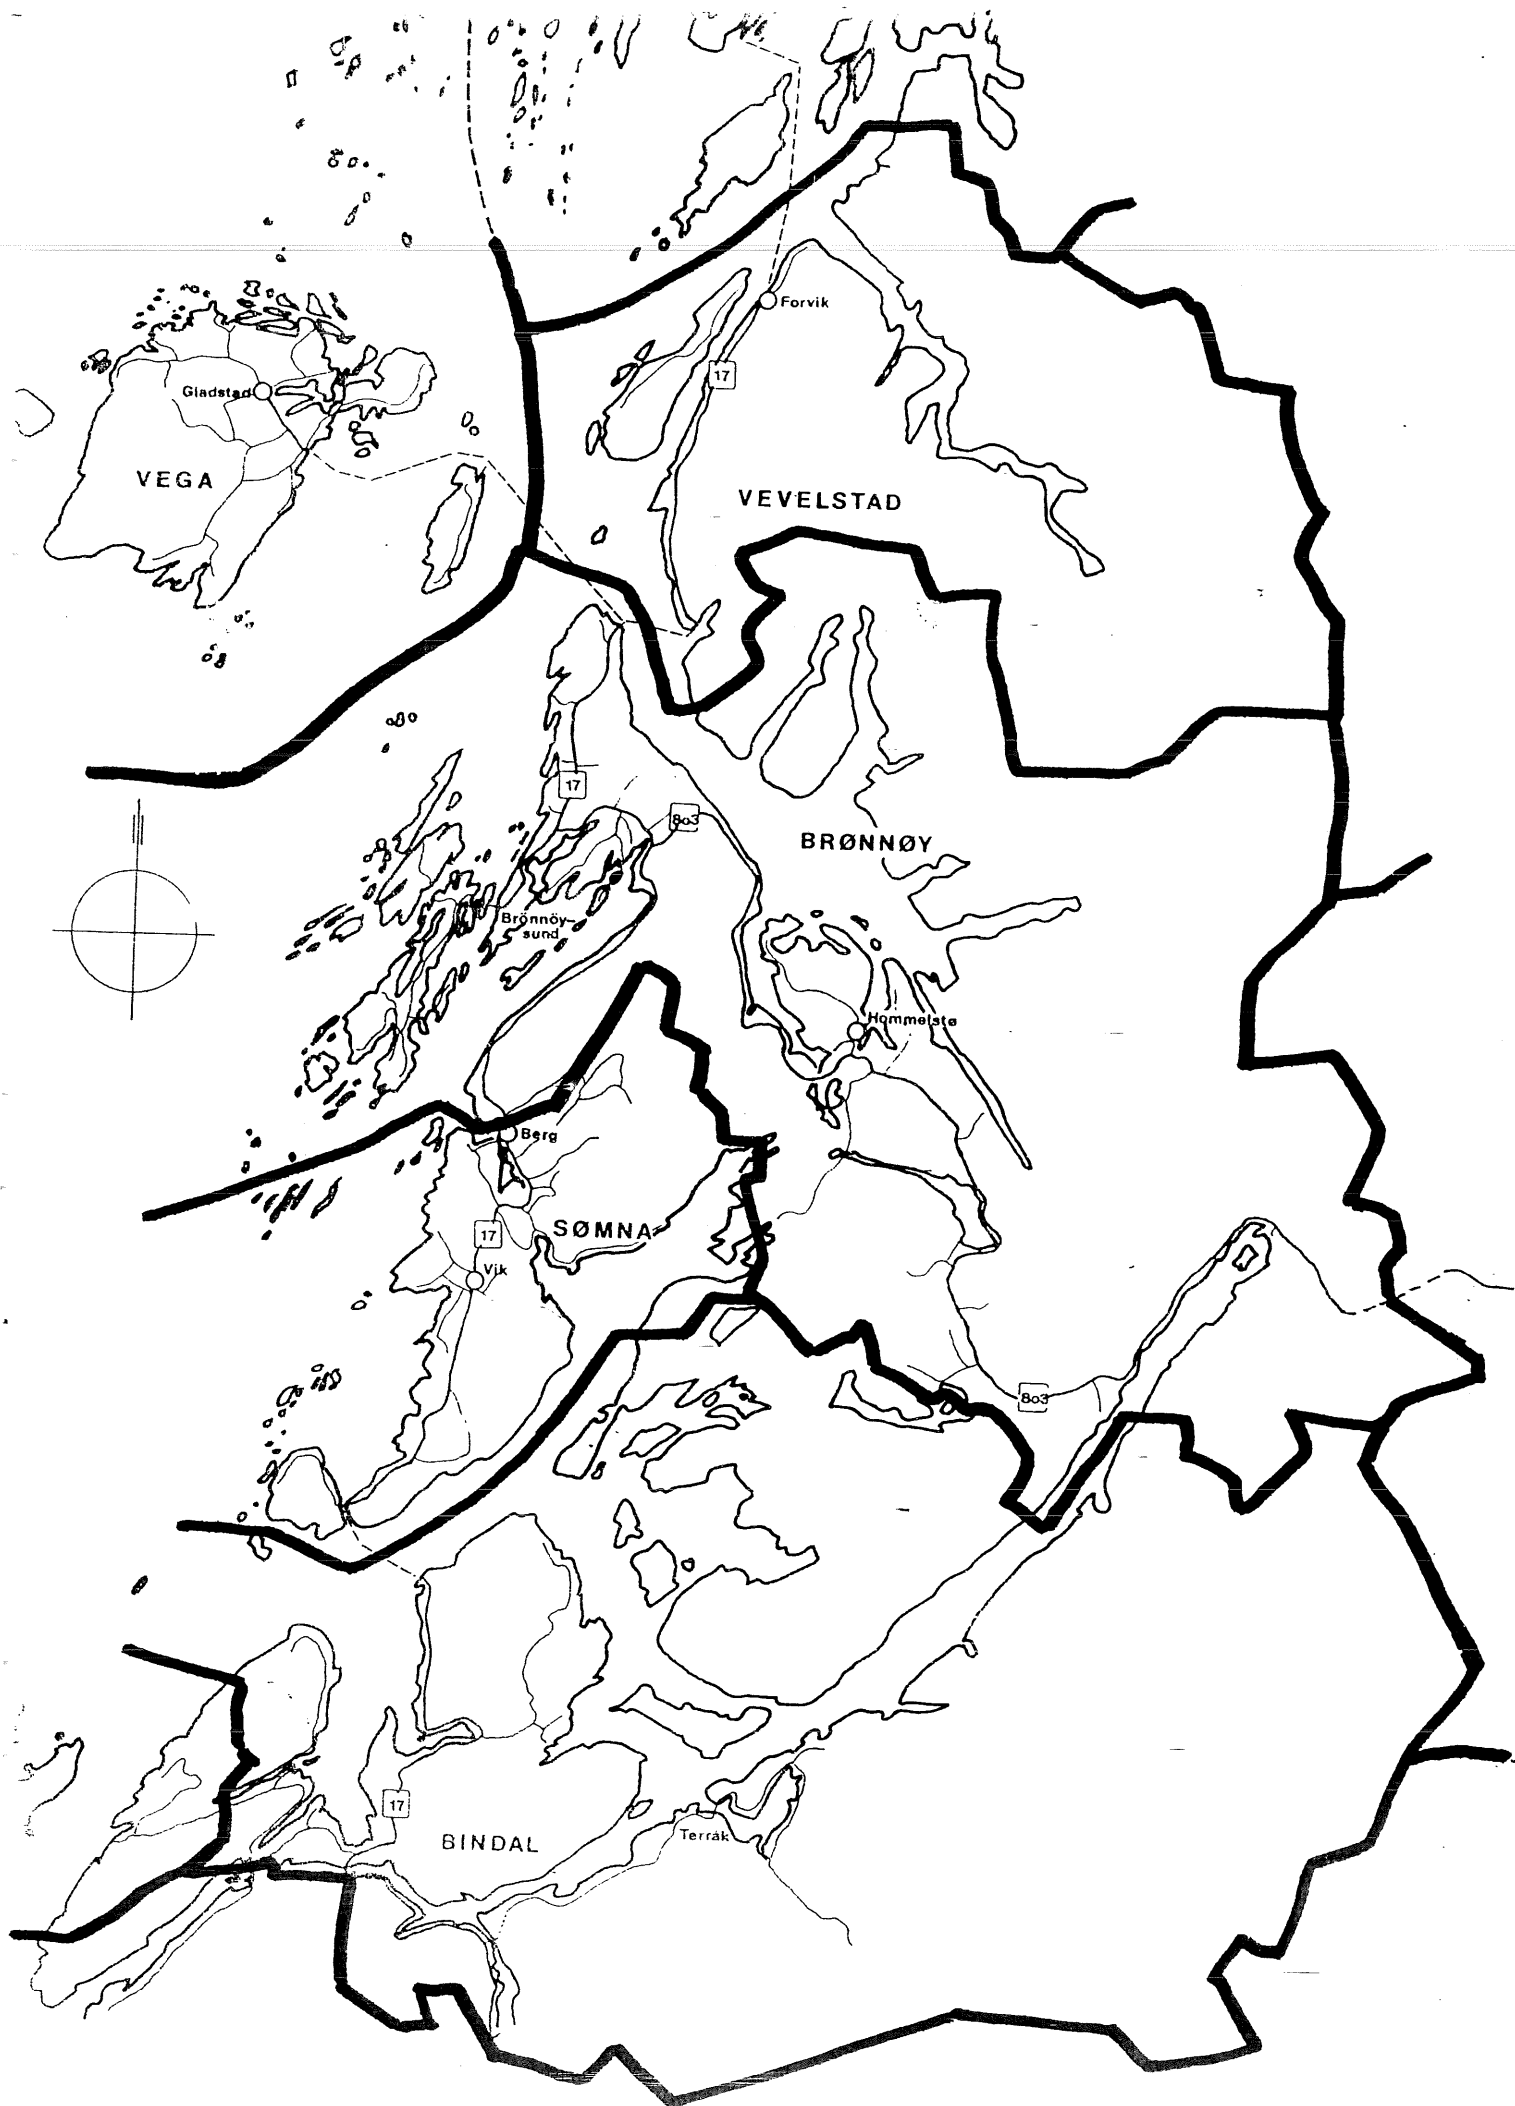 Forvik
17
Gladstad
VEGA
VEVELSTAD
17
8o3
BRØNNØY
Brönnöy-
sund
Hommelstø
Berg
SØMNA
17
Vik
8o3
17
BINDAL
Terråk